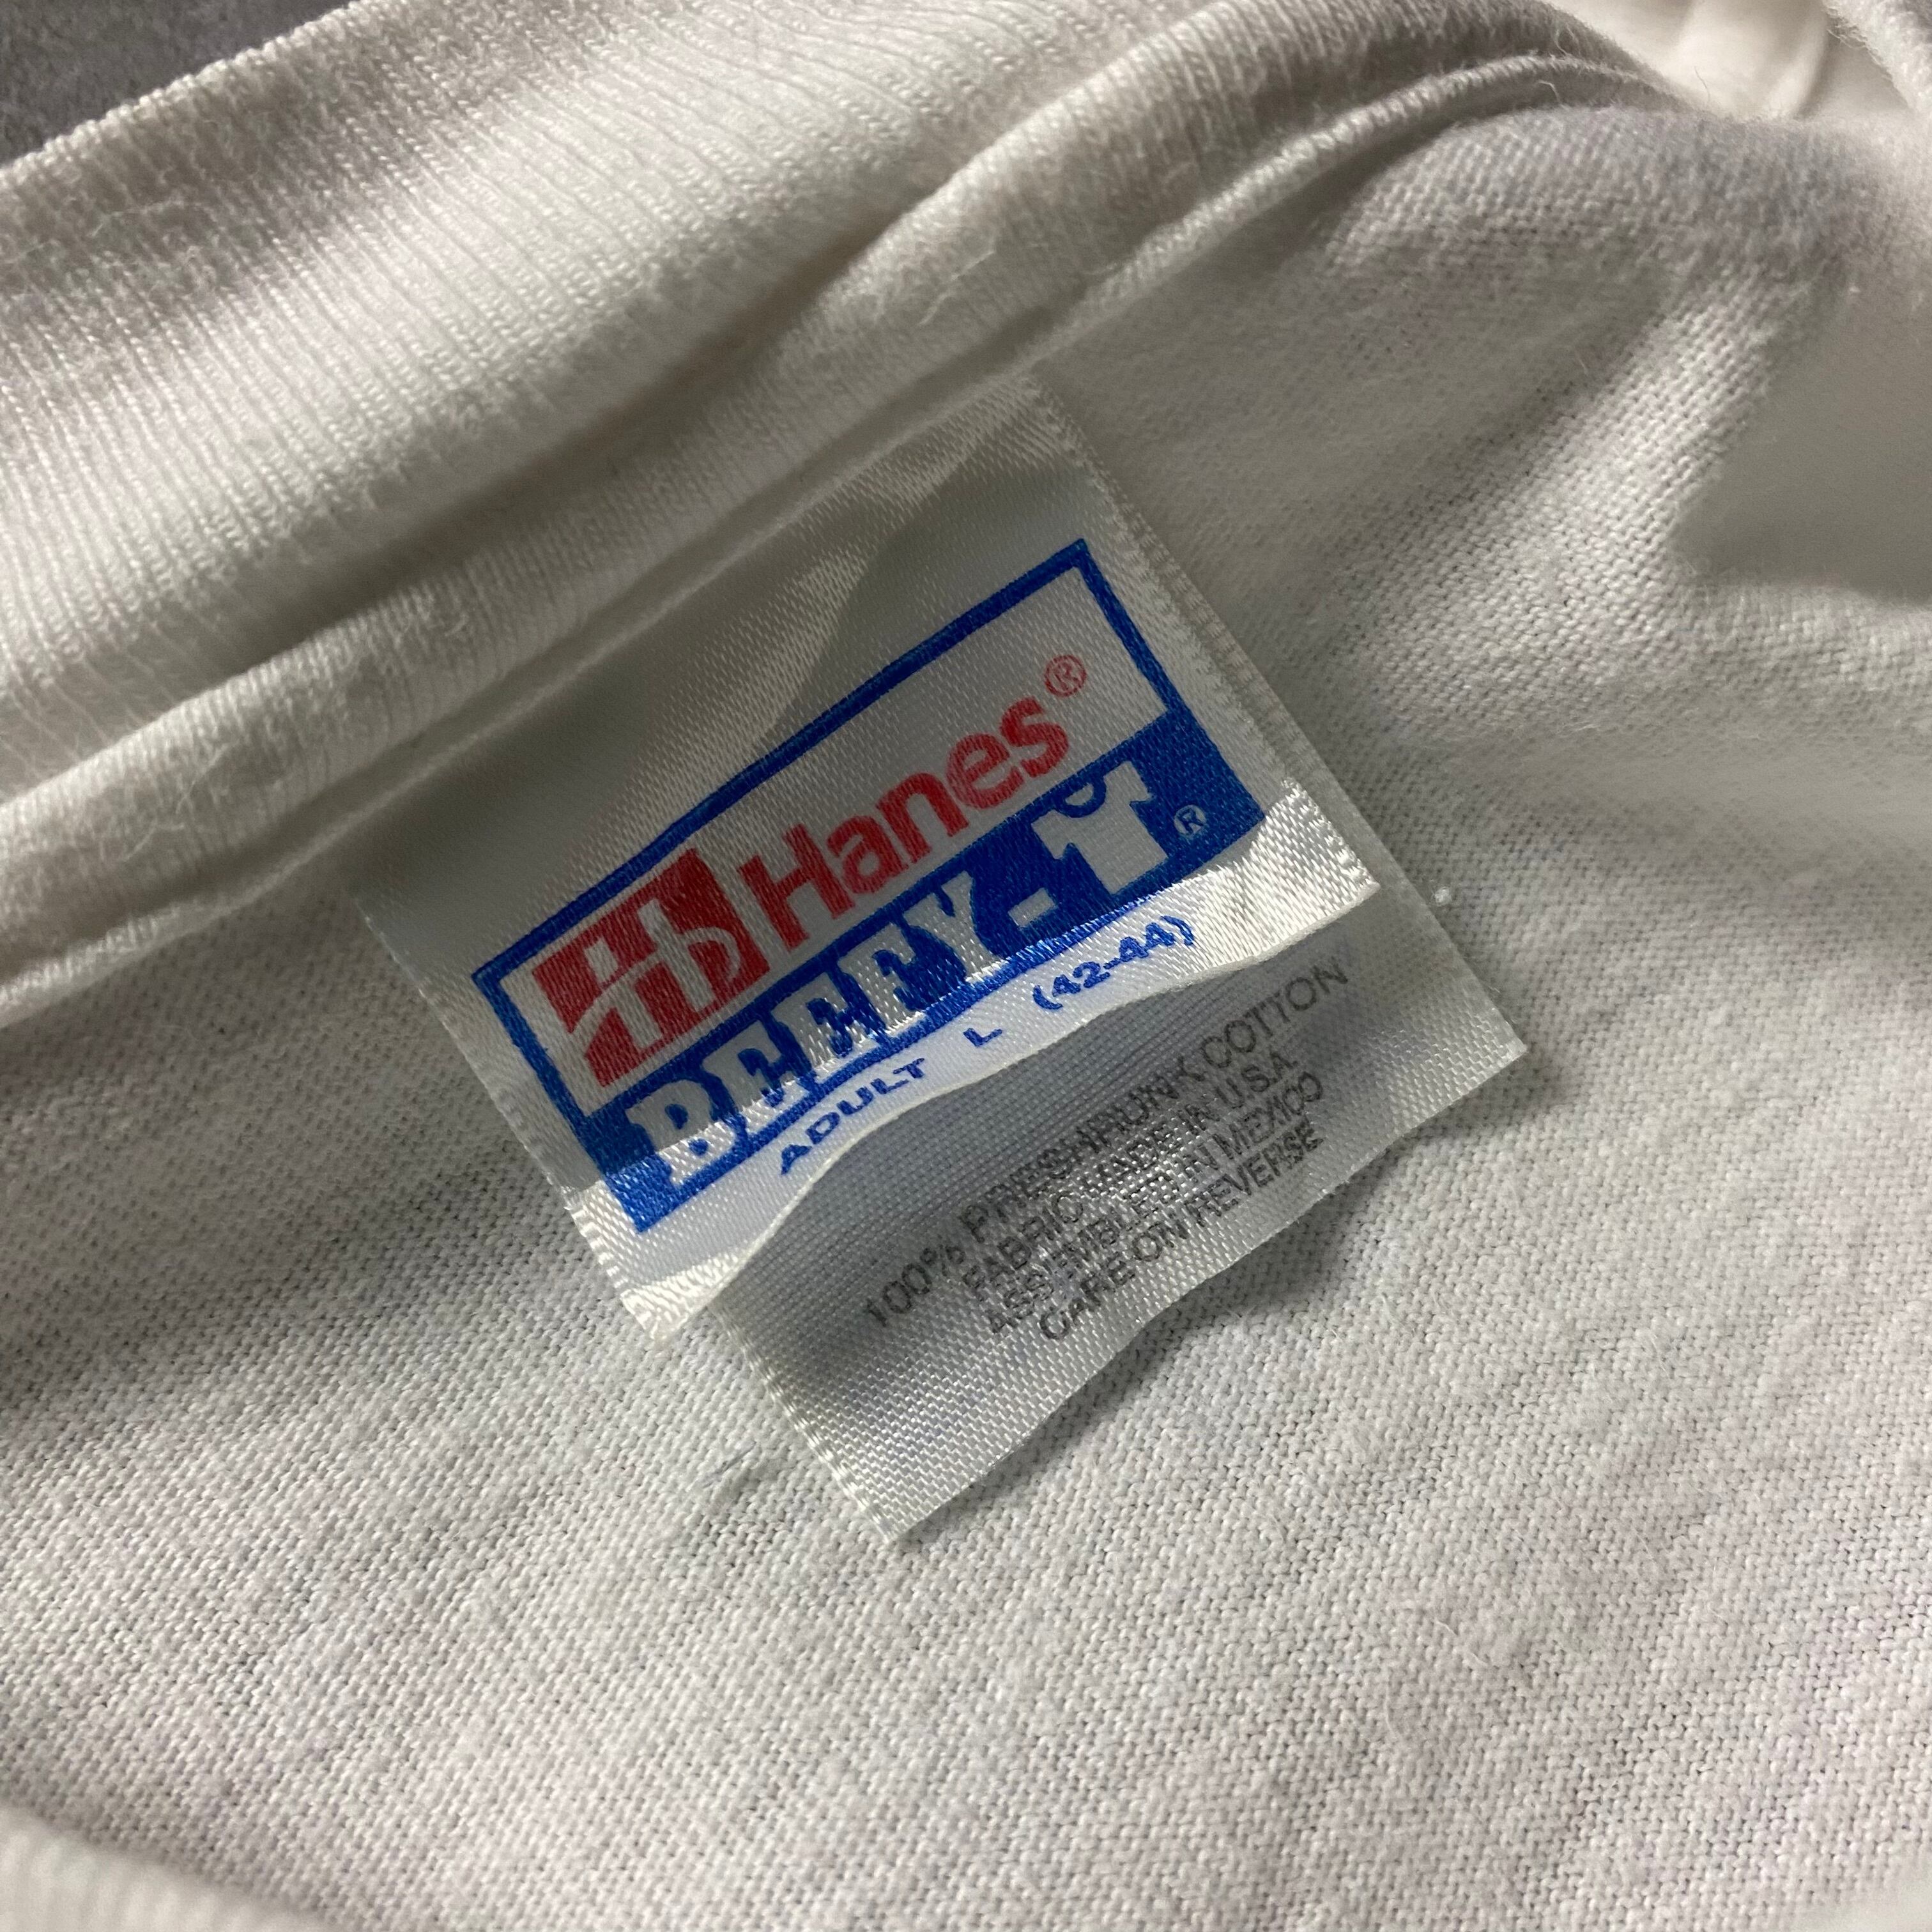 Hanes®
BEEFY-T®
ADULT L (42-44)
100% PRESHRUNK COTTON
FABRIC MADE IN U.S.A.
ASSEMBLED IN MEXICO
CARE ON REVERSE